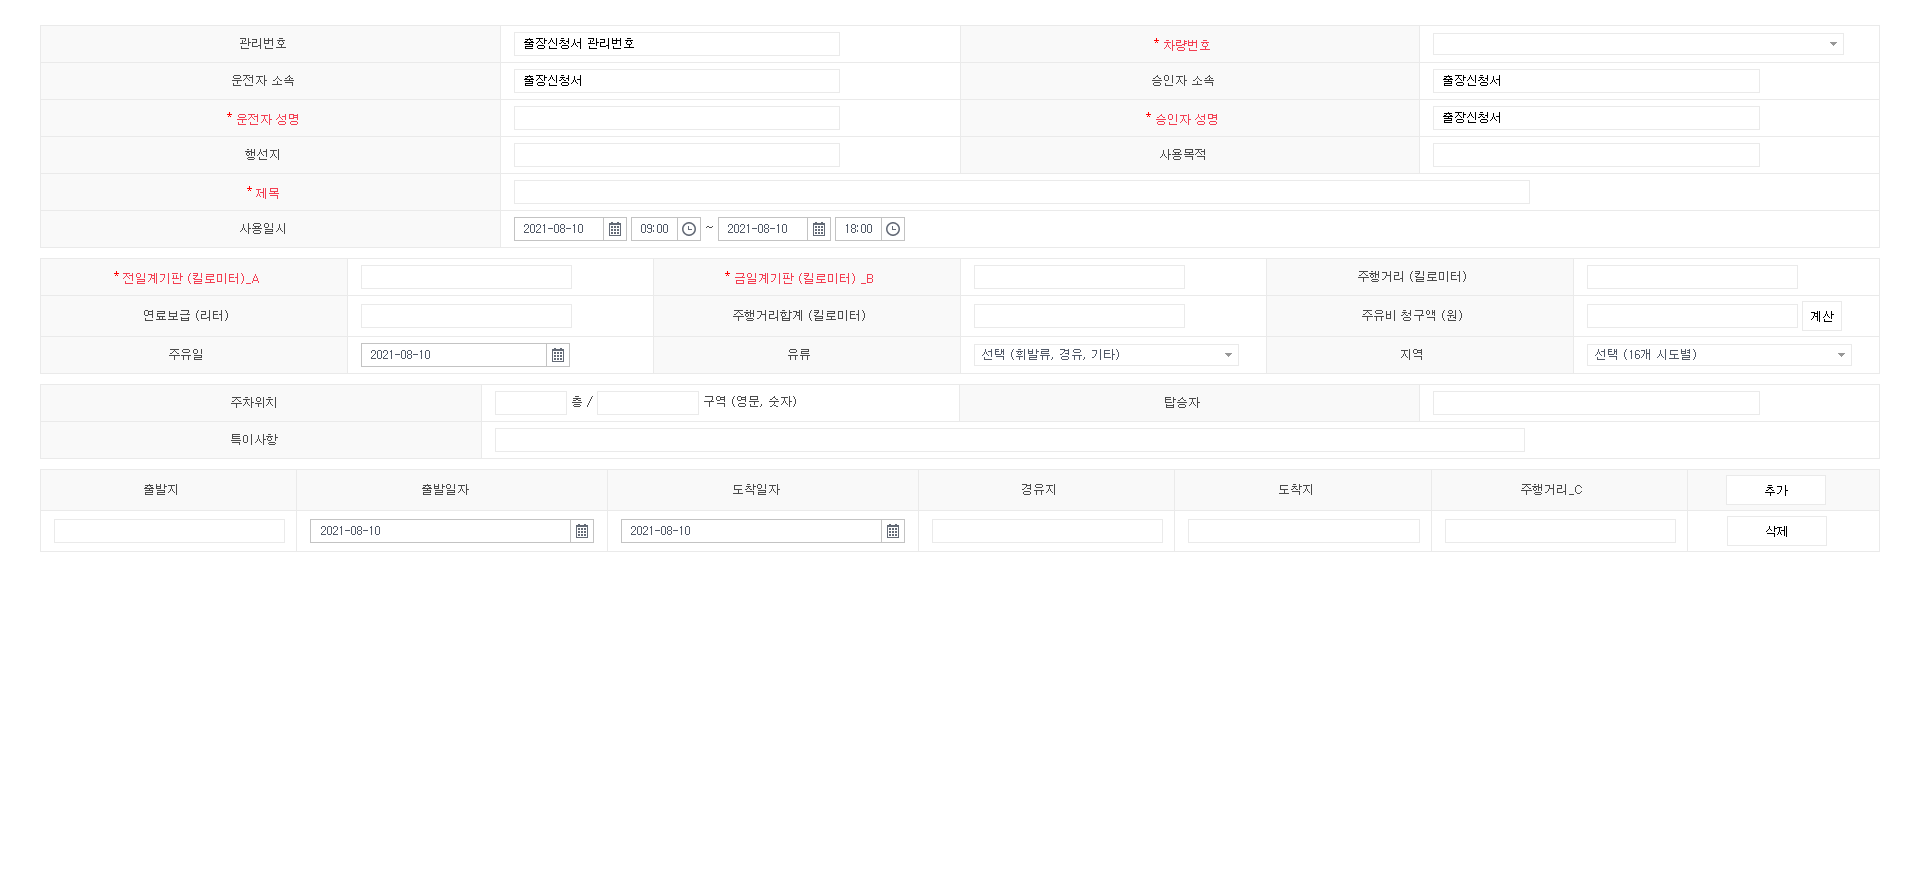 관리번호 출장신청서 관리번호 * 차량번호
운전자 소속 출장신청서 승인자 소속 출장신청서
* 운전자 성명 * 승인자 성명 출장신청서
행선지 사용목적
* 제목
사용일시 2021-08-10 09:00 ~ 2021-08-10 18:00
* 전일계기판 (킬로미터)_A * 금일계기판 (킬로미터) _B 주행거리 (킬로미터)
연료보급 (리터) 주행거리합계 (킬로미터) 주유비 청구액 (원) 계산
주유일 2021-08-10 유류 선택 (휘발류, 경유, 기타) 지역 선택 (16개 시도별)
주차위치 층 / 구역 (영문, 숫자) 탑승자
특이사항
출발지 출발일자 도착일자 경유지 도착지 주행거리_C 추가
2021-08-10 2021-08-10 삭제